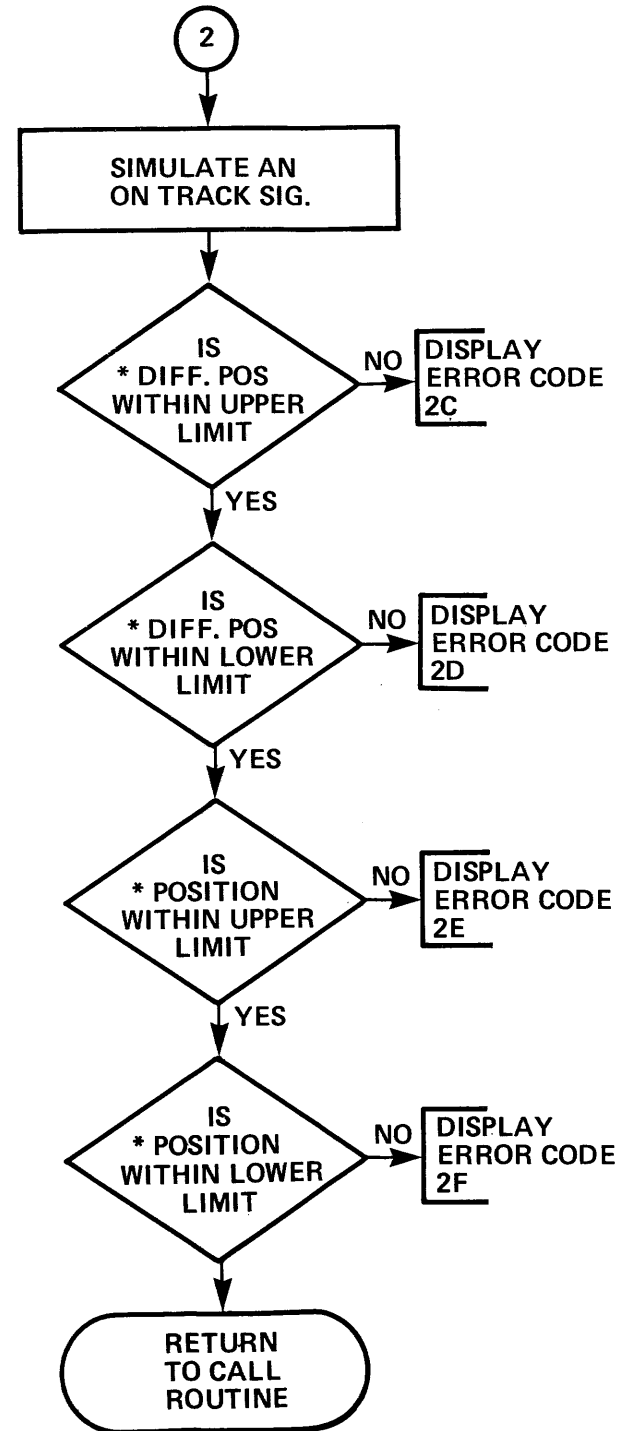 2
SIMULATE AN
ON TRACK SIG.
IS
* DIFF. POS
WITHIN UPPER
LIMIT
NO
DISPLAY
ERROR CODE
2C
YES
IS
* DIFF. POS
WITHIN LOWER
LIMIT
NO
DISPLAY
ERROR CODE
2D
YES
IS
* POSITION
WITHIN UPPER
LIMIT
NO
DISPLAY
ERROR CODE
2E
YES
IS
* POSITION
WITHIN LOWER
LIMIT
NO
DISPLAY
ERROR CODE
2F
RETURN
TO CALL
ROUTINE